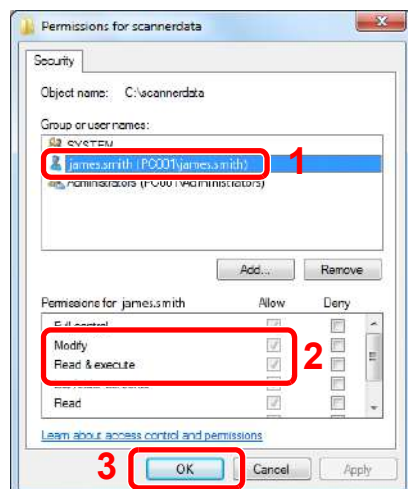 Permissions for scannerdata
Security
Object name: C:\scannerdata
Group or user names:
SYSTEM
james.smith (PC001\james.smith) 1
Administrators (PC001\Administrators)
Add... Remove
Permissions for james.smith Allow Deny
Full control
Modify
Read & execute 2
Read
Learn about access control and permissions
3 OK Cancel Apply